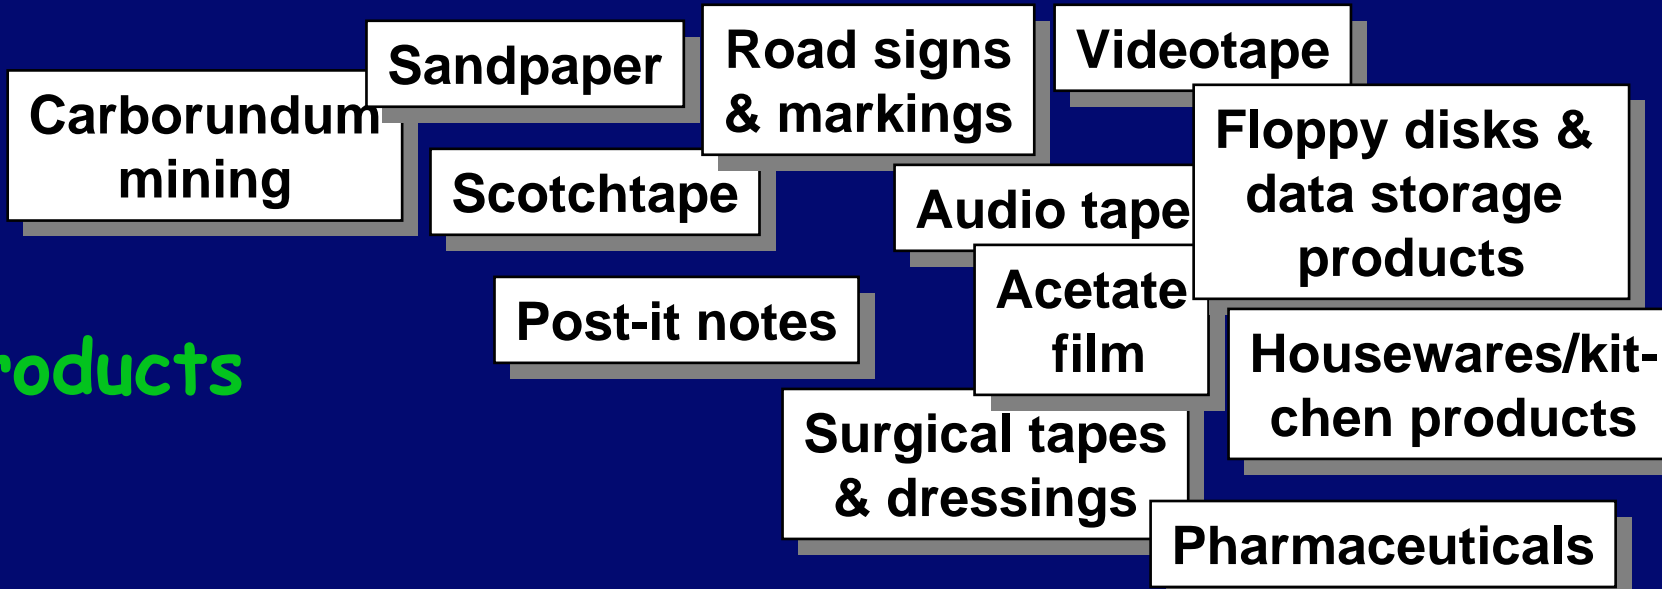 Carborundum
mining
Sandpaper
Scotchtape
Road signs
& markings
Videotape
Floppy disks &
data storage
products
Audio tape
Acetate
film
Post-it notes
roducts
Housewares/kit-
chen products
Surgical tapes
& dressings
Pharmaceuticals